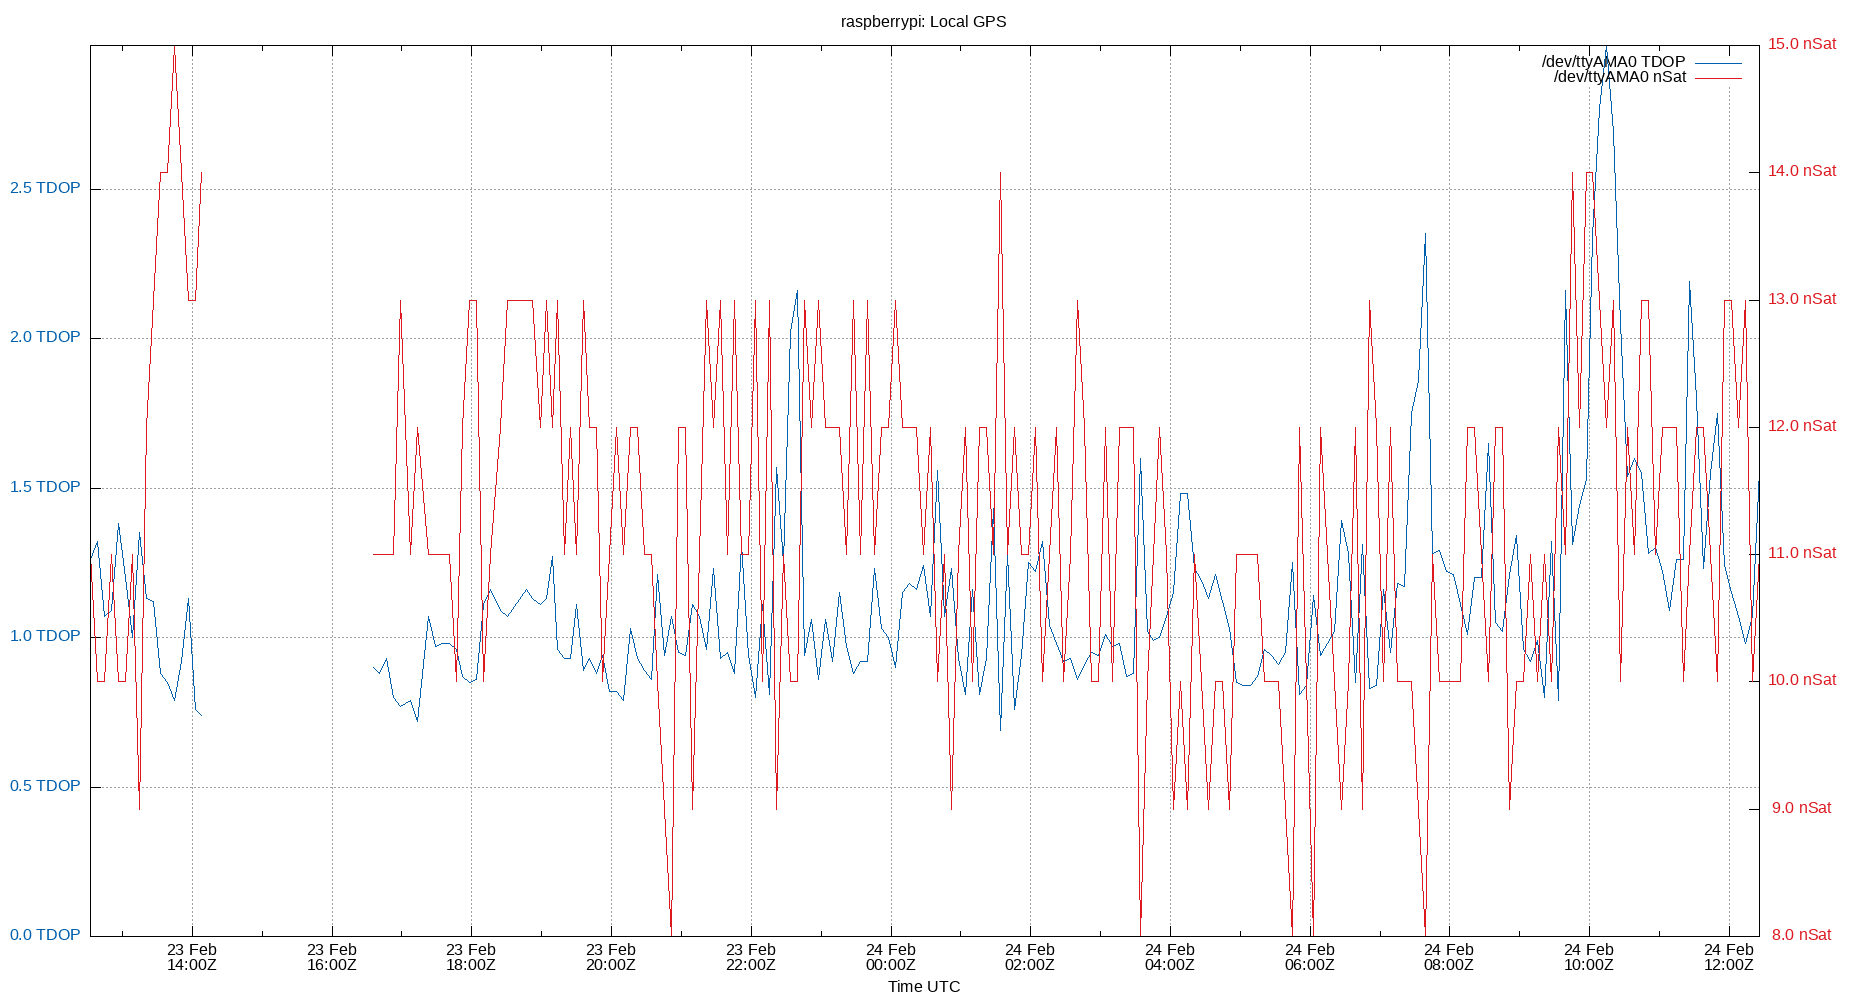 raspberrypi: Local GPS
/dev/ttyAMA0 TDOP
/dev/ttyAMA0 nSat
2.5 TDOP
2.0 TDOP
1.5 TDOP
1.0 TDOP
0.5 TDOP
0.0 TDOP
15.0 nSat
14.0 nSat
13.0 nSat
12.0 nSat
11.0 nSat
10.0 nSat
9.0 nSat
8.0 nSat
23 Feb 23 Feb 23 Feb 23 Feb 23 Feb 24 Feb 24 Feb 24 Feb 24 Feb 24 Feb 24 Feb 24 Feb
14:00Z 16:00Z 18:00Z 20:00Z 22:00Z 00:00Z 02:00Z 04:00Z 06:00Z 08:00Z 10:00Z 12:00Z
Time UTC